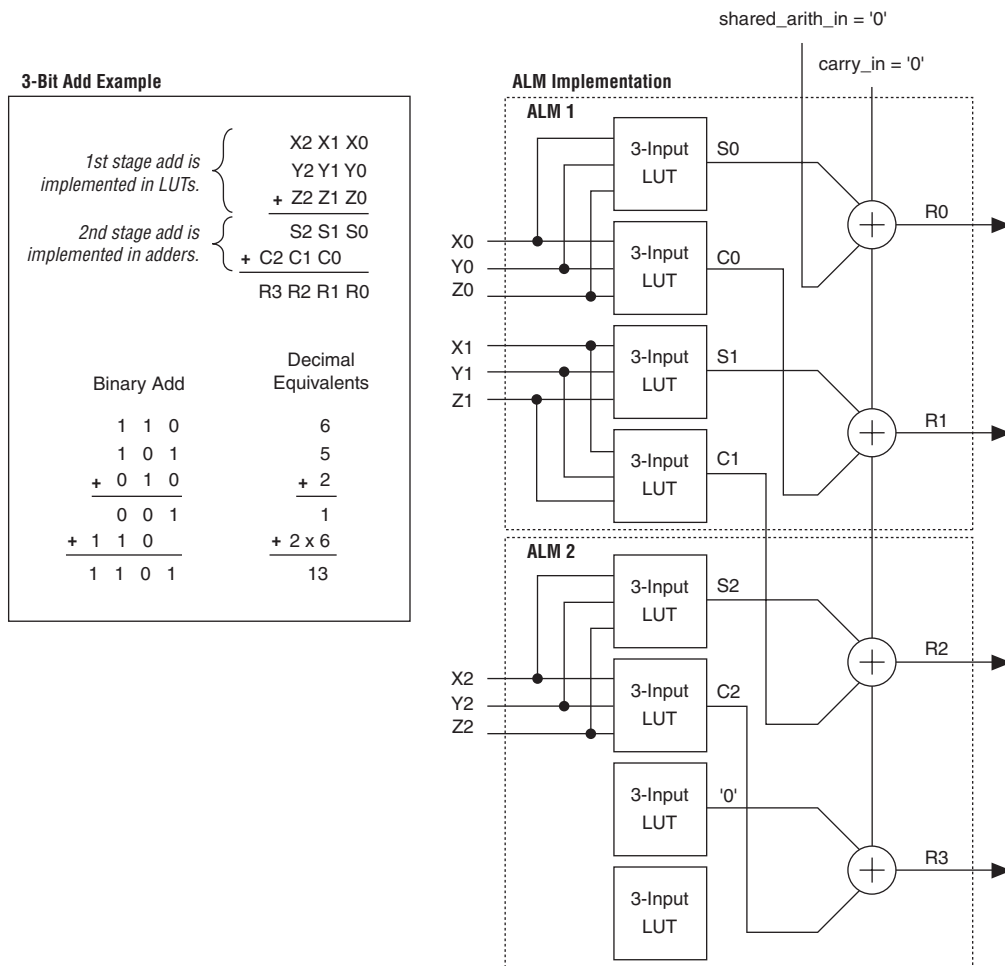 shared_arith_in = '0'
carry_in = '0'
3-Bit Add Example
1st stage add is
implemented in LUTs.
X2 X1 X0
Y2 Y1 Y0
+ Z2 Z1 Z0
2nd stage add is
implemented in adders.
S2 S1 S0
+ C2 C1 C0
R3 R2 R1 R0
Binary Add
Decimal
Equivalents
1 1 0
6
1 0 1
5
+ 0 1 0
+ 2
0 0 1
1
+ 1 1 0
+ 2 x 6
1 1 0 1
13
ALM Implementation
ALM 1
3-Input
LUT
S0
R0
X0
Y0
Z0
3-Input
LUT
C0
X1
Y1
Z1
3-Input
LUT
S1
R1
3-Input
LUT
C1
ALM 2
3-Input
LUT
S2
R2
X2
Y2
Z2
3-Input
LUT
C2
3-Input
LUT
'0'
R3
3-Input
LUT